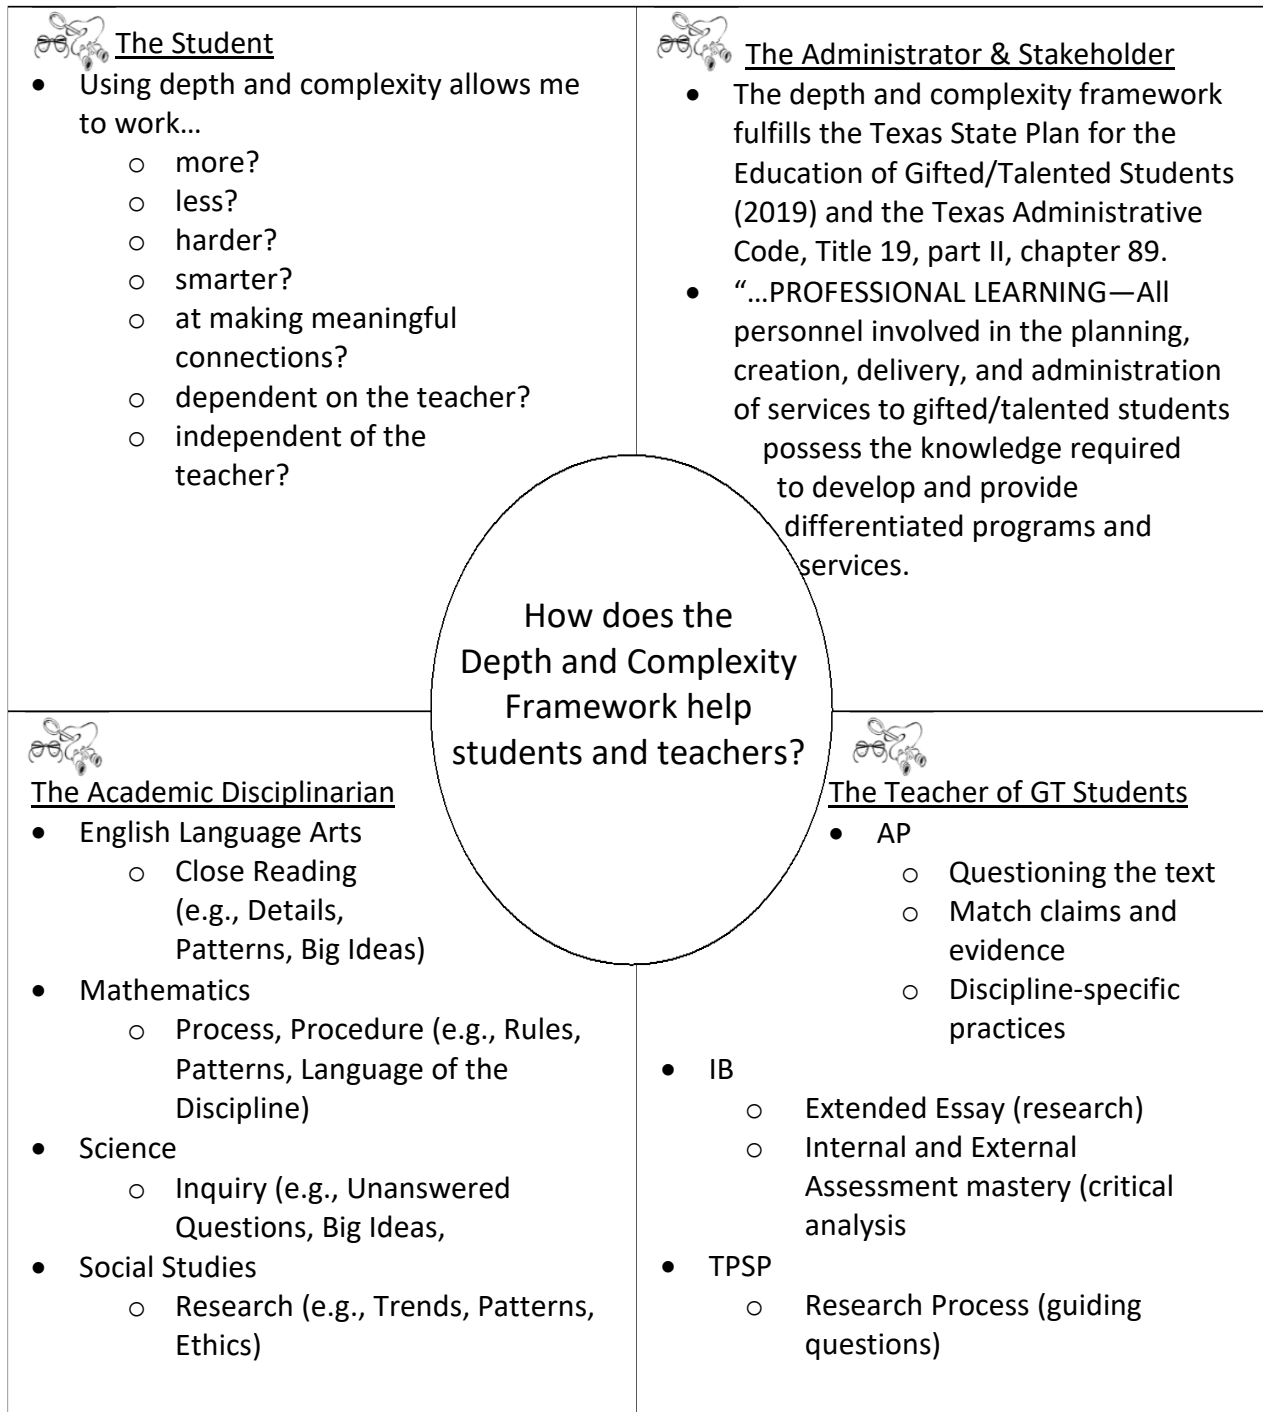 The Student
• Using depth and complexity allows me
to work…
o more?
o less?
o harder?
o smarter?
o at making meaningful
connections?
o dependent on the teacher?
o independent of the
teacher?
The Administrator & Stakeholder
• The depth and complexity framework
fulfills the Texas State Plan for the
Education of Gifted/Talented Students
(2019) and the Texas Administrative
Code, Title 19, part II, chapter 89.
• “…PROFESSIONAL LEARNING—All
personnel involved in the planning,
creation, delivery, and administration
of services to gifted/talented students
possess the knowledge required
to develop and provide
differentiated programs and
services.
How does the
Depth and Complexity
Framework help
students and teachers?
The Academic Disciplinarian
• English Language Arts
o Close Reading
(e.g., Details,
Patterns, Big Ideas)
• Mathematics
o Process, Procedure (e.g., Rules,
Patterns, Language of the
Discipline)
• Science
o Inquiry (e.g., Unanswered
Questions, Big Ideas,
• Social Studies
o Research (e.g., Trends, Patterns,
Ethics)
The Teacher of GT Students
• AP
o Questioning the text
o Match claims and
evidence
o Discipline-specific
practices
• IB
o Extended Essay (research)
o Internal and External
Assessment mastery (critical
analysis
• TPSP
o Research Process (guiding
questions)